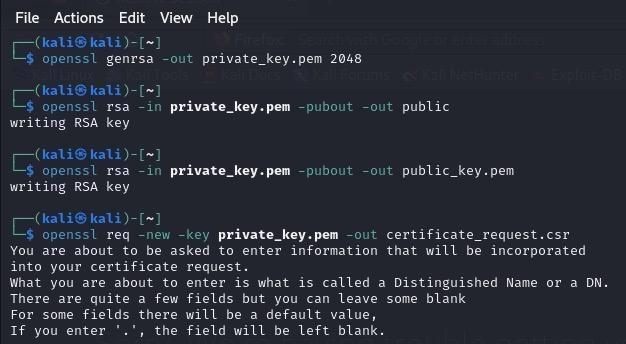 File Actions Edit View Help
┌──(kali㉿kali)-[~]
└─$ openssl genrsa -out private_key.pem 2048
┌──(kali㉿kali)-[~]
└─$ openssl rsa -in private_key.pem -pubout -out public
writing RSA key
┌──(kali㉿kali)-[~]
└─$ openssl rsa -in private_key.pem -pubout -out public_key.pem
writing RSA key
┌──(kali㉿kali)-[~]
└─$ openssl req -new -key private_key.pem -out certificate_request.csr
You are about to be asked to enter information that will be incorporated
into your certificate request.
What you are about to enter is what is called a Distinguished Name or a DN.
There are quite a few fields but you can leave some blank
For some fields there will be a default value,
If you enter '.', the field will be left blank.